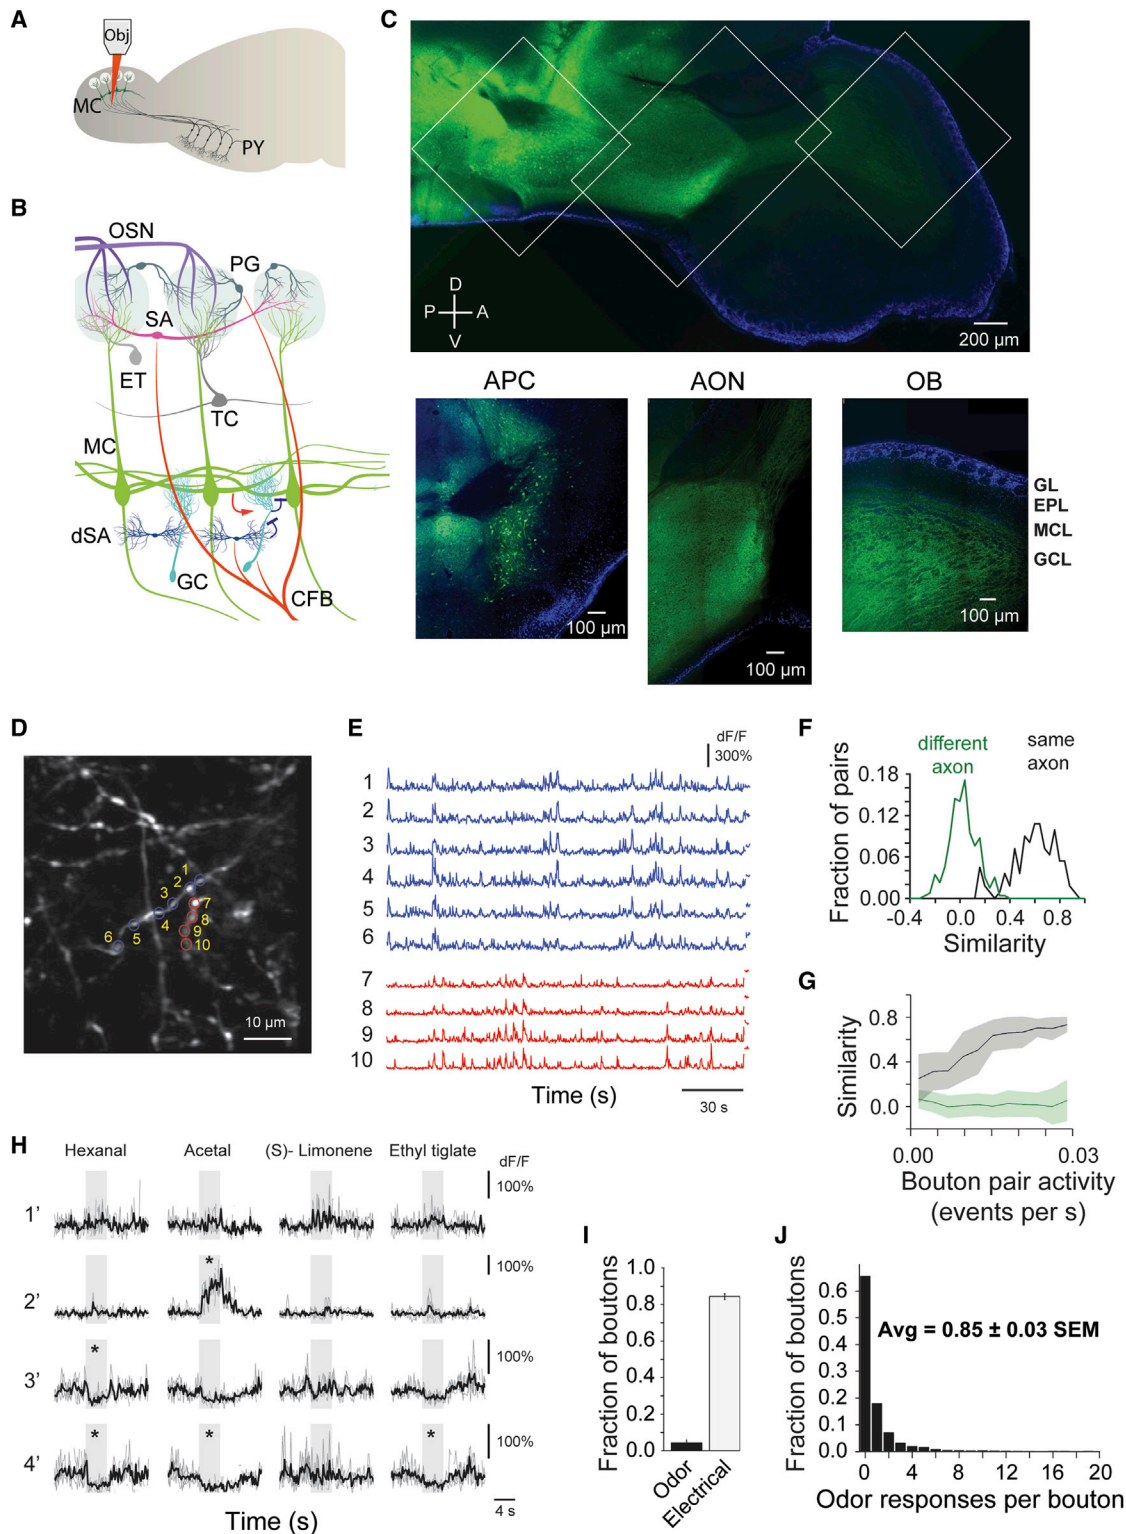 A
Obj
MC
PY
B
OSN
PG
SA
ET
TC
MC
dSA
GC
CFB
C
D
P A
V
200 µm
APC
AON
OB
GL
EPL
MCL
GCL
100 µm
100 µm
100 µm
D
1
2
3
4
5
6
7
8
9
10
10 µm
E
dF/F
300%
1
2
3
4
5
6
7
8
9
10
Time (s)
30 s
F
different
axon
same
axon
Fraction of pairs
0.18
0.12
0.06
0.00
-0.4 0.0 0.4 0.8
Similarity
G
Similarity
0.8
0.4
0.0
0.00 0.03
Bouton pair activity
(events per s)
H
Hexanal Acetal (S)- Limonene Ethyl tiglate
dF/F
100%
1’
*
100%
2’
*
100%
3’
* * *
100%
4’
4 s
Time (s)
I
Fraction of boutons
1.0
0.8
0.6
0.4
0.2
0.0
Odor
Electrical
J
Fraction of boutons
0.6
0.5
0.4
0.3
0.2
0.1
0.0
Avg = 0.85 ± 0.03 SEM
0 4 8 12 16 20
Odor responses per bouton